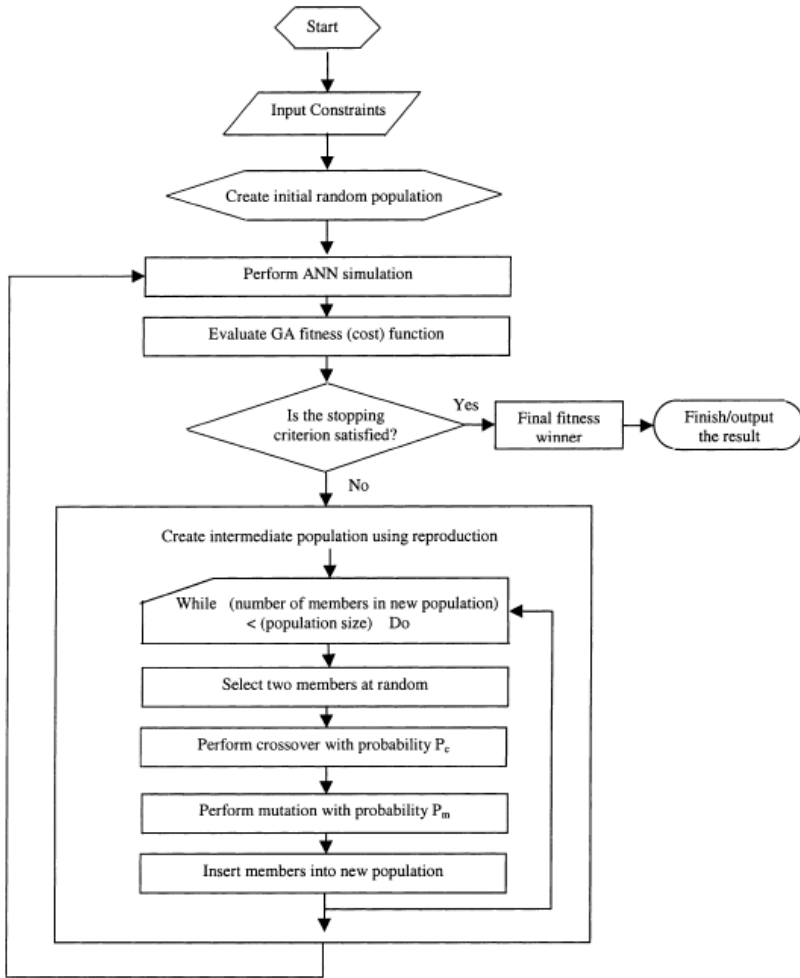 Start
Input Constraints
Create initial random population
Perform ANN simulation
Evaluate GA fitness (cost) function
Is the stopping
criterion satisfied?
Yes
Final fitness
winner
Finish/output
the result
No
Create intermediate population using reproduction
While (number of members in new population)
< (population size) Do
Select two members at random
Perform crossover with probability Pc
Perform mutation with probability Pm
Insert members into new population